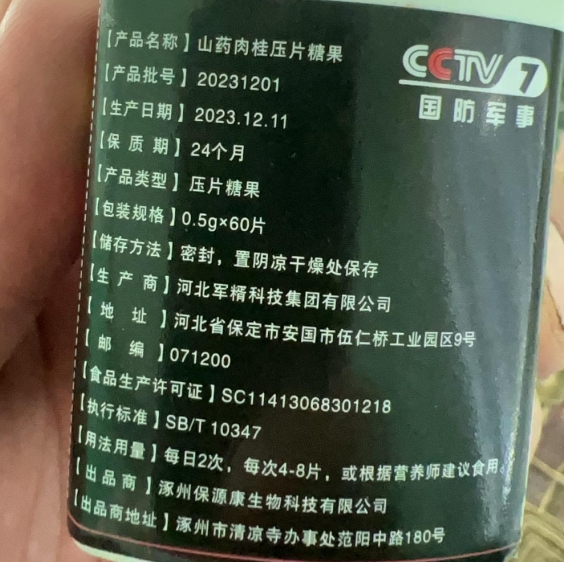 【产品名称】山药肉桂压片糖果
CCTV 7
【产品批号】20231201
国防军事
【生产日期】2023.12.11
【保质期】24个月
【产品类型】压片糖果
【包装规格】0.5g×60片
【储存方法】密封，置阴凉干燥处保存
【生产商】河北军糈科技集团有限公司
【地址】河北省保定市安国市伍仁桥工业园区9号
【邮编】071200
【食品生产许可证】SC11413068301218
【执行标准】SB/T 10347
【用法用量】每日2次，每次4-8片，或根据营养师建议食用。
【出品商】涿州保源康生物科技有限公司
【出品商地址】涿州市清凉寺办事处范阳中路180号